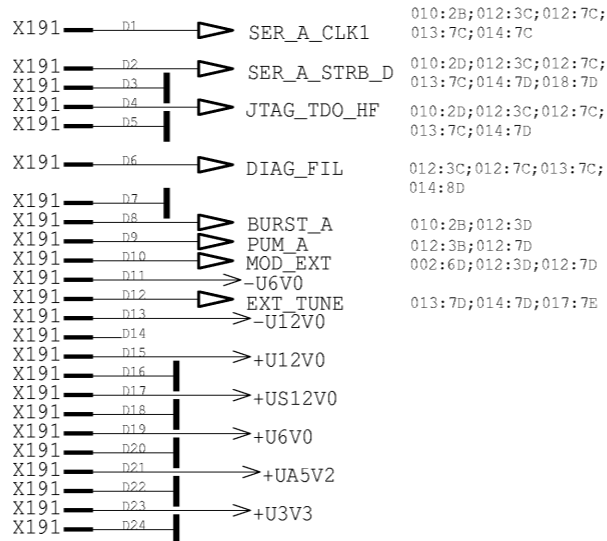 X191 D1 SER_A_CLK1 010:2B;012:3C;012:7C;
013:7C;014:7C
X191 D2 SER_A_STRB_D 010:2D;012:3C;012:7C;
X191 D3 013:7C;014:7D;018:7D
X191 D4 JTAG_TDO_HF 010:2D;012:3C;012:7C;
X191 D5 013:7C;014:7D
X191 D6 DIAG_FIL 012:3C;012:7C;013:7C;
014:8D
X191 D7
X191 D8 BURST_A 010:2B;012:3D
X191 D9 PUM_A 012:3B;012:7D
X191 D10 MOD_EXT 002:6D;012:3D;012:7D
X191 D11 -U6V0
X191 D12 EXT_TUNE 013:7D;014:7D;017:7E
X191 D13 -U12V0
X191 D14
X191 D15 +U12V0
X191 D16
X191 D17 +US12V0
X191 D18
X191 D19 +U6V0
X191 D20
X191 D21 +UA5V2
X191 D22
X191 D23 +U3V3
X191 D24